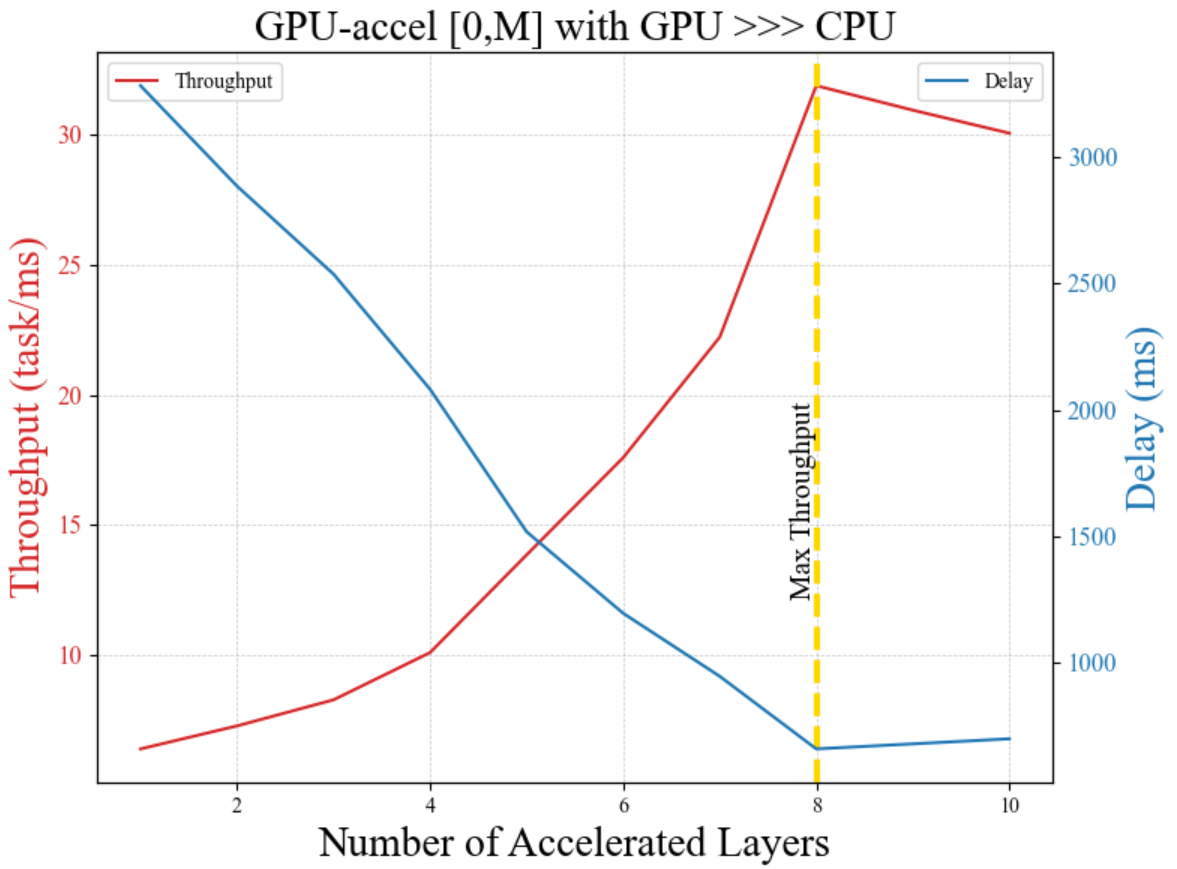 GPU-accel [0,M] with GPU >>> CPU
Throughput
Delay
30
25
20
15
10
Throughput (task/ms)
Max Throughput
3000
2500
2000
1500
1000
Delay (ms)
2
4
6
8
10
Number of Accelerated Layers